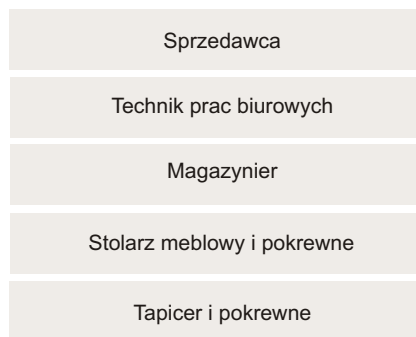 Sprzedawca
Technik prac biurowych
Magazynier
Stolarz meblowy i pokrewne
Tapicer i pokrewne